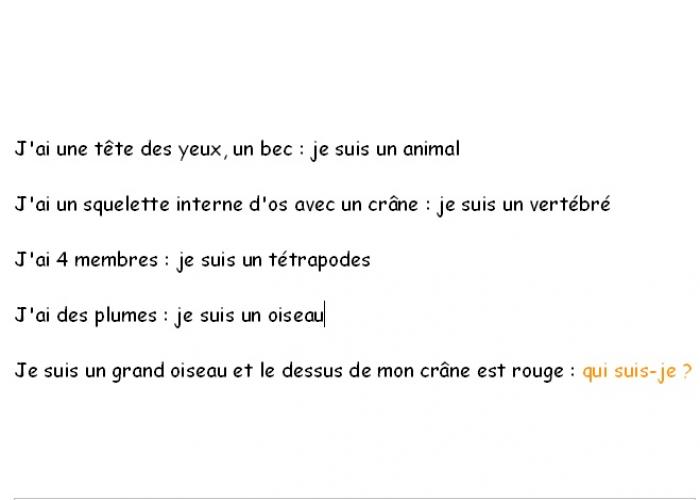 J'ai une tête des yeux, un bec : je suis un animal
J'ai un squelette interne d'os avec un crâne : je suis un vertébré
J'ai 4 membres : je suis un tétrapodes
J'ai des plumes : je suis un oiseau
Je suis un grand oiseau et le dessus de mon crâne est rouge : qui suis-je ?